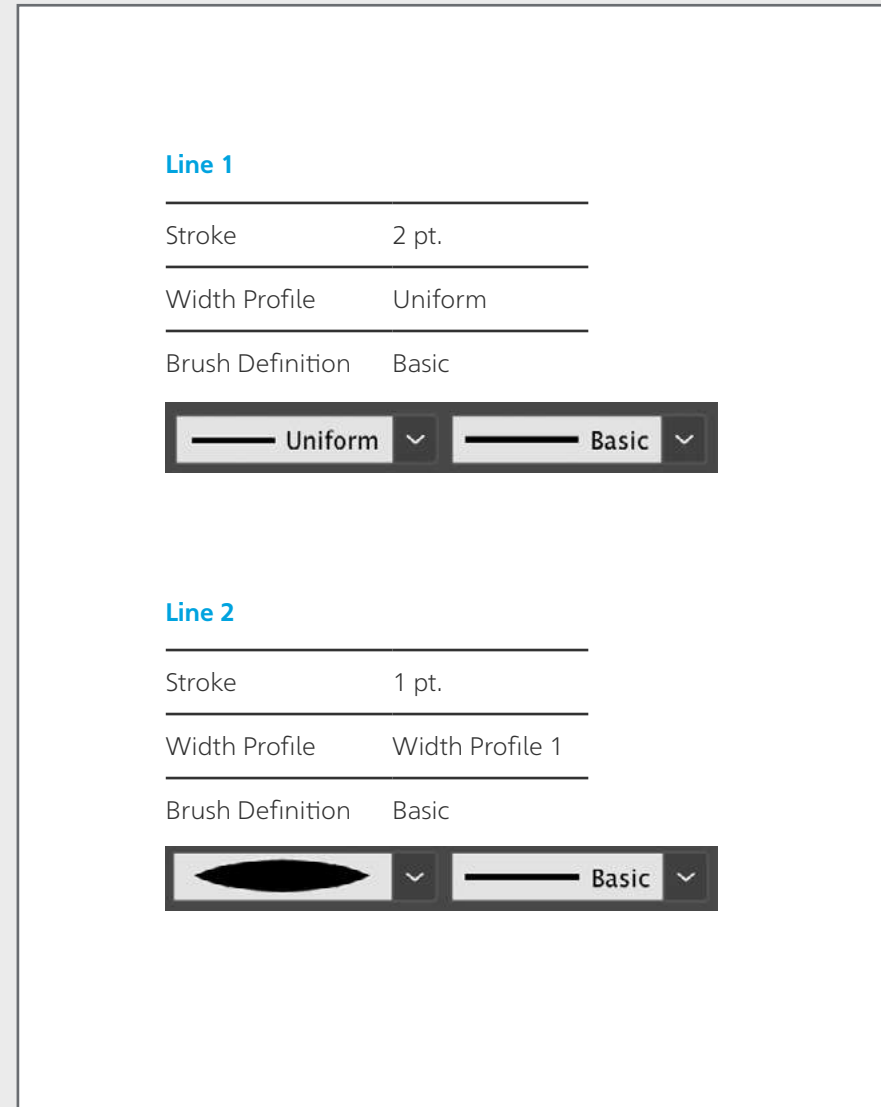 Line 1
Stroke 2 pt.
Width Profile Uniform
Brush Definition Basic
Uniform Basic
Line 2
Stroke 1 pt.
Width Profile Width Profile 1
Brush Definition Basic
Basic